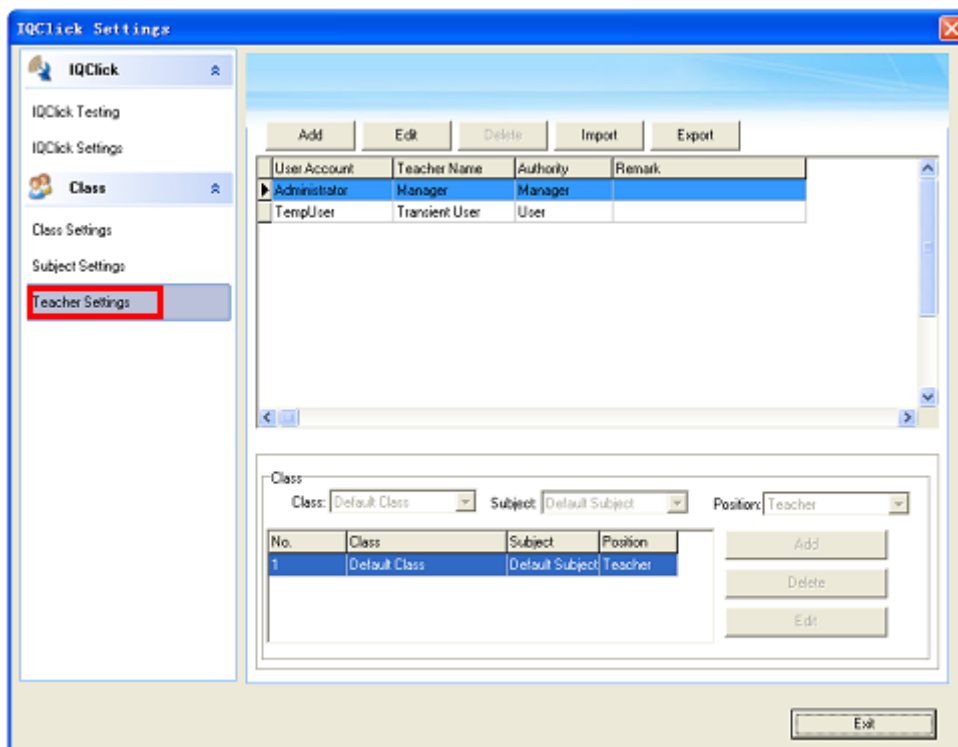 IQClick Settings
IQClick
IQClick Testing
IQClick Settings
Class
Class Settings
Subject Settings
Teacher Settings
Add Edit Delete Import Export
User Account Teacher Name Authority Remark
Administrator Manager Manager
TempUser Transient User User
Class
Class: Default Class Subject: Default Subject Position: Teacher
No. Class Subject Position
1 Default Class Default Subject Teacher
Add
Delete
Edit
Exit